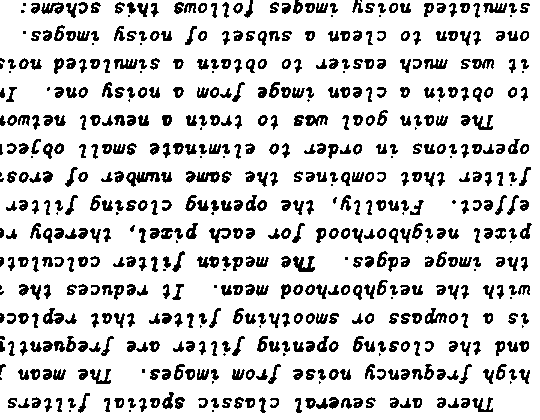 There are several classic spatial filters
high frequency noise from images. The mean f
and the closing opening filter are frequently
is a lowpass or smoothing filter that replace
with the neighborhood mean. It reduces the
the image edges. The median filter calculate
pixel neighborhood for each pixel, thereby re
effect. Finally, the opening closing filter
filter that combines the same number of eros
operations in order to eliminate small objec
The main goal was to train a neural networ
to obtain a clean image from a noisy one. In
it was much easier to obtain a simulated nois
one than to clean a subset of noisy images.
simulated noisy images follows this scheme: